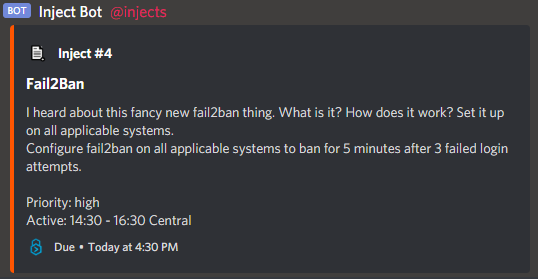 BOT Inject Bot @injects
Inject #4
Fail2Ban
I heard about this fancy new fail2ban thing. What is it? How does it work? Set it up
on all applicable systems.
Configure fail2ban on all applicable systems to ban for 5 minutes after 3 failed login
attempts.
Priority: high
Active: 14:30 - 16:30 Central
Due • Today at 4:30 PM